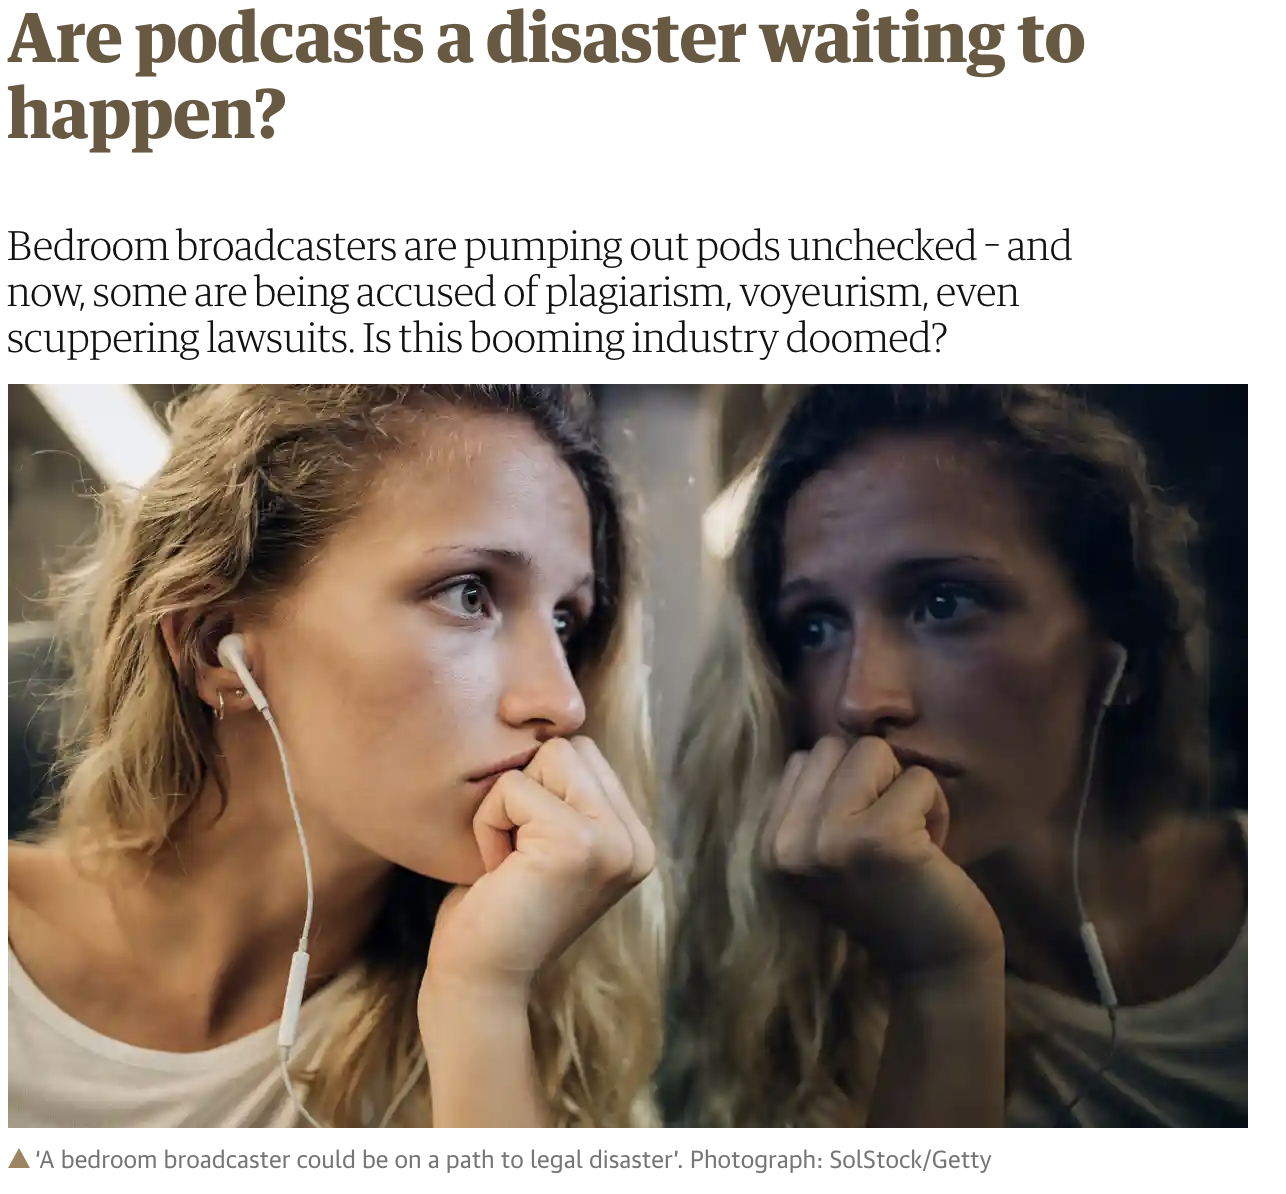 Are podcasts a disaster waiting to
happen?
Bedroom broadcasters are pumping out pods unchecked – and
now, some are being accused of plagiarism, voyeurism, even
scuppering lawsuits. Is this booming industry doomed?
‘A bedroom broadcaster could be on a path to legal disaster’. Photograph: SolStock/Getty